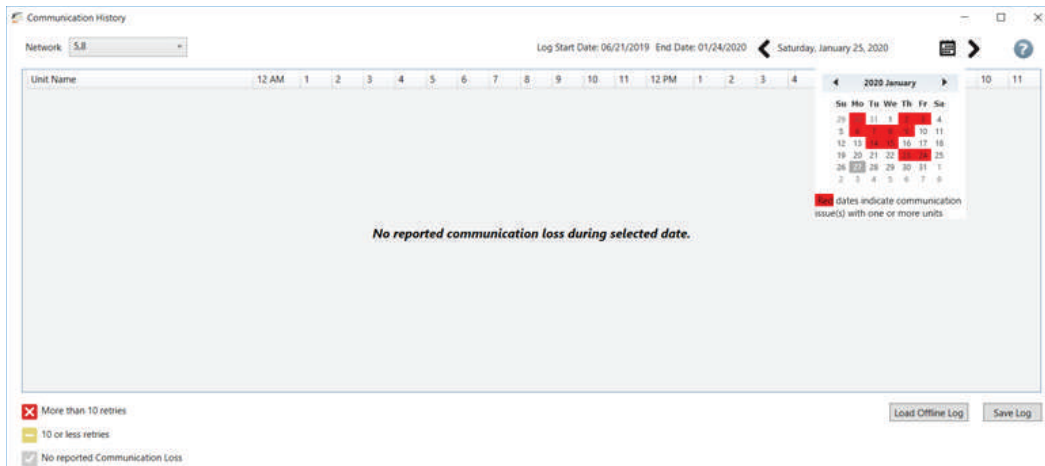 Communication History
Network 5,8
Log Start Date: 06/21/2019 End Date: 01/24/2020
Saturday, January 25, 2020
Unit Name 12 AM 1 2 3 4 5 6 7 8 9 10 11 12 PM 1 2 3 4 10 11
2020 January
Su Mo Tu We Th Fr Sa
29 31 1 2 3 4
5 6 7 8 9 10 11
12 13 14 15 16 17 18
19 20 21 22 23 24 25
26 27 28 29 30 31 1
2 3 4 5 6 7 8
Red dates indicate communication
issue(s) with one or more units
No reported communication loss during selected date.
More than 10 retries
10 or less retries
No reported Communication Loss
Load Offline Log
Save Log